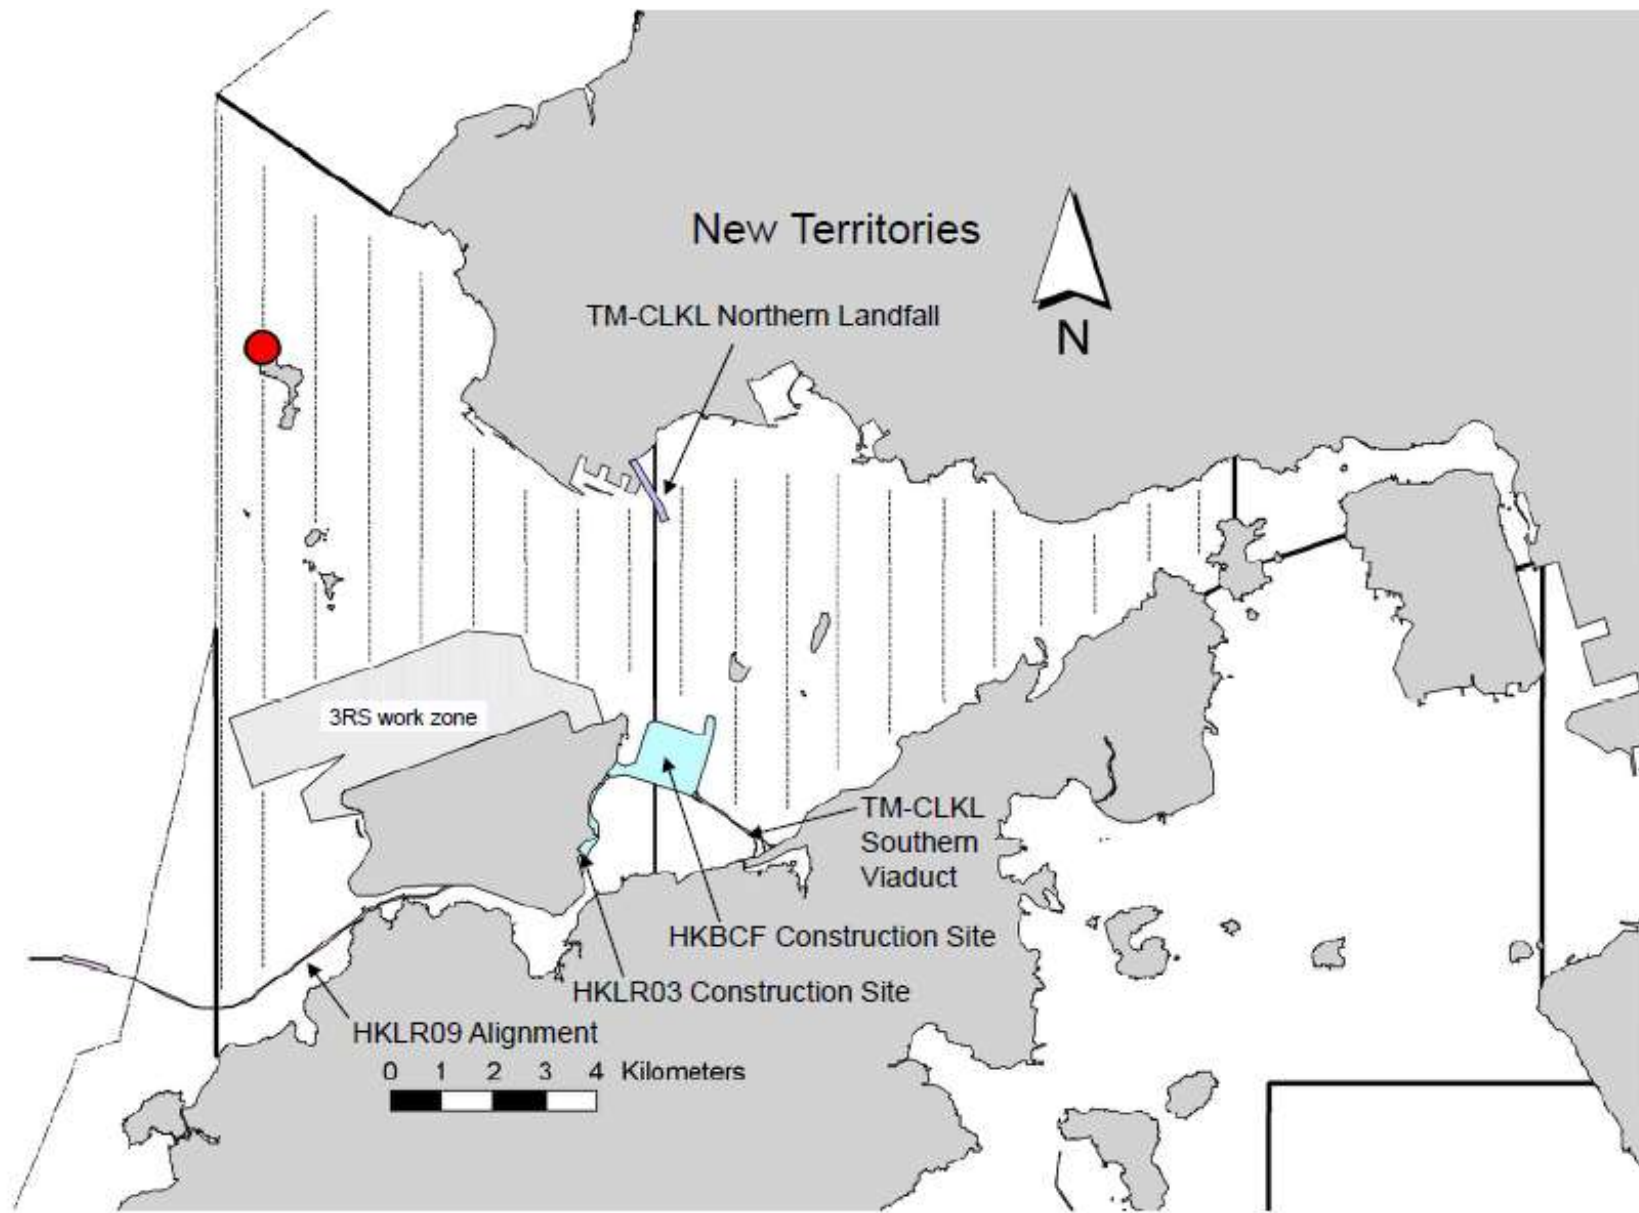 New Territories
TM-CLKL Northern Landfall
N
3RS work zone
TM-CLKL
Southern
Viaduct
HKBCF Construction Site
HKLR03 Construction Site
HKLR09 Alignment
0 1 2 3 4 Kilometers